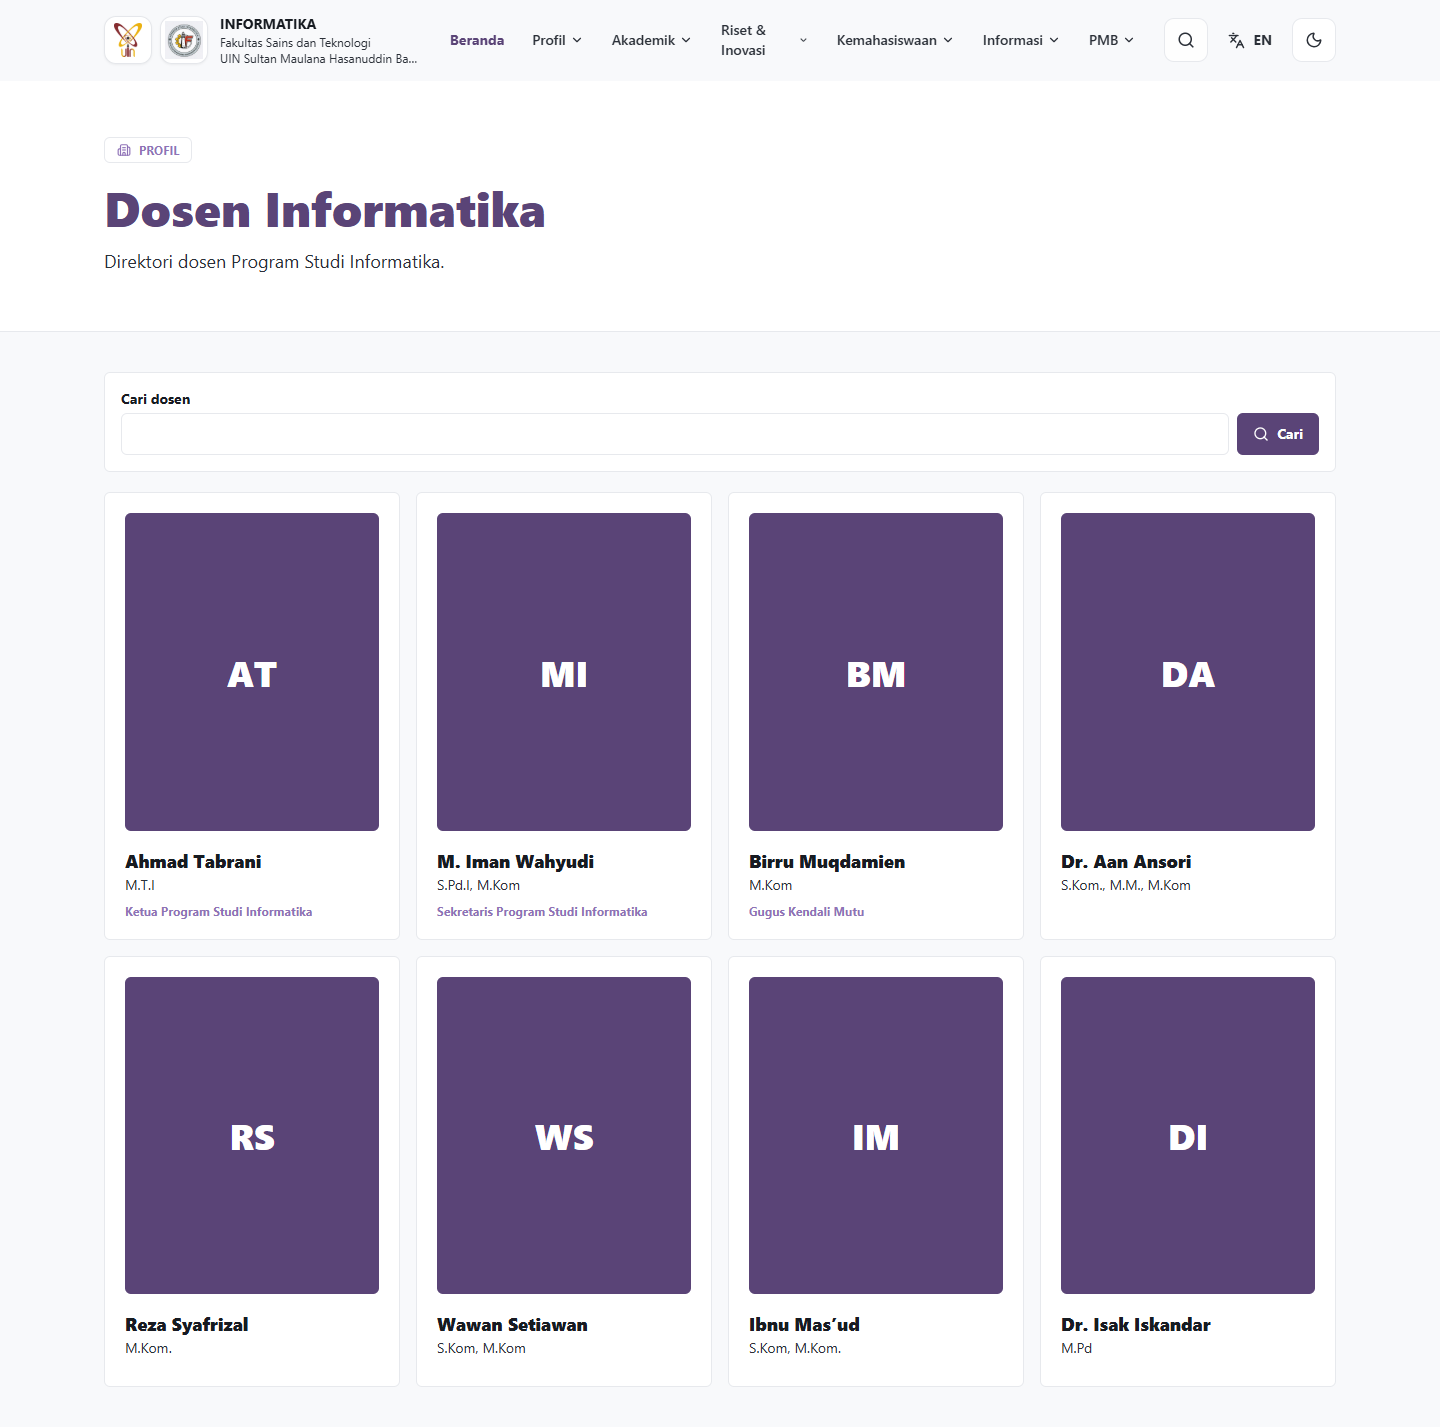 INFORMATIKA
Fakultas Sains dan Teknologi
UIN Sultan Maulana Hasanuddin Ba...
Beranda
Profil
Akademik
Riset &
Inovasi
Kemahasiswaan
Informasi
PMB
EN
PROFIL
Dosen Informatika
Direktori dosen Program Studi Informatika.
Cari dosen
Cari
AT
MI
BM
DA
Ahmad Tabrani
M.T.I
Ketua Program Studi Informatika
M. Iman Wahyudi
S.Pd.I, M.Kom
Sekretaris Program Studi Informatika
Birru Muqdamien
M.Kom
Gugus Kendali Mutu
Dr. Aan Ansori
S.Kom., M.M., M.Kom
RS
WS
IM
DI
Reza Syafrizal
M.Kom.
Wawan Setiawan
S.Kom, M.Kom
Ibnu Mas’ud
S.Kom, M.Kom.
Dr. Isak Iskandar
M.Pd